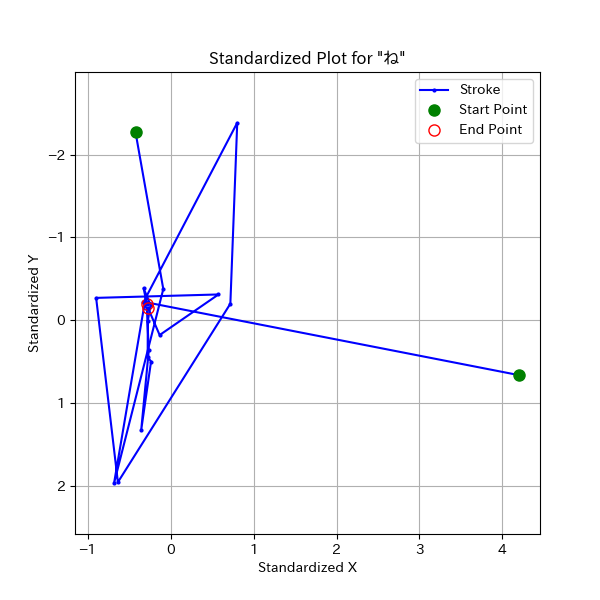 Standardized Plot for "ね"
Stroke
Start Point
End Point
Standardized Y
−2
−1
0
1
2
−1 0 1 2 3 4
Standardized X